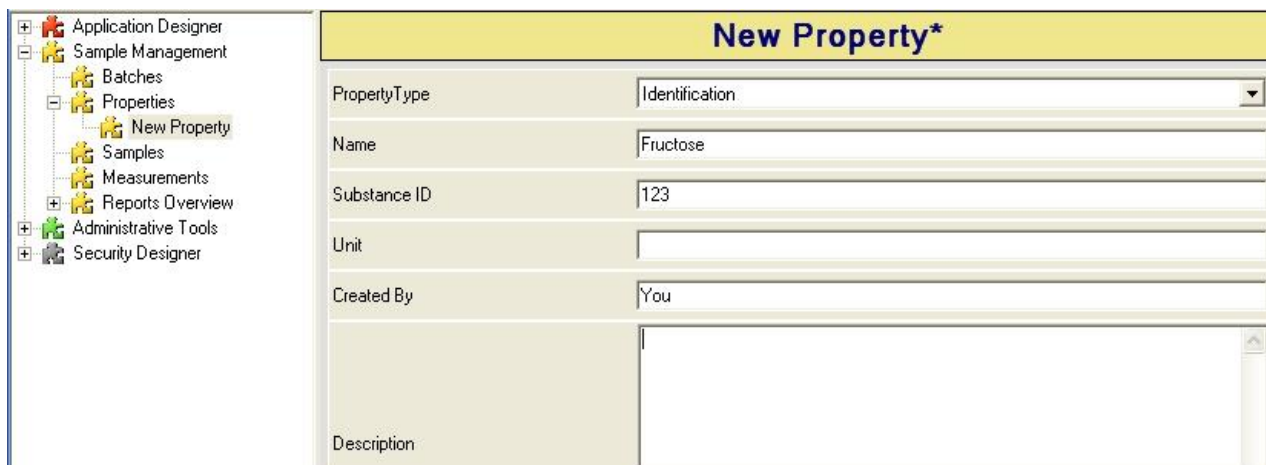 Application Designer
Sample Management
Batches
Properties
New Property
Samples
Measurements
Reports Overview
Administrative Tools
Security Designer
New Property*
PropertyType Identification
Name Fructose
Substance ID 123
Unit
Created By You
Description